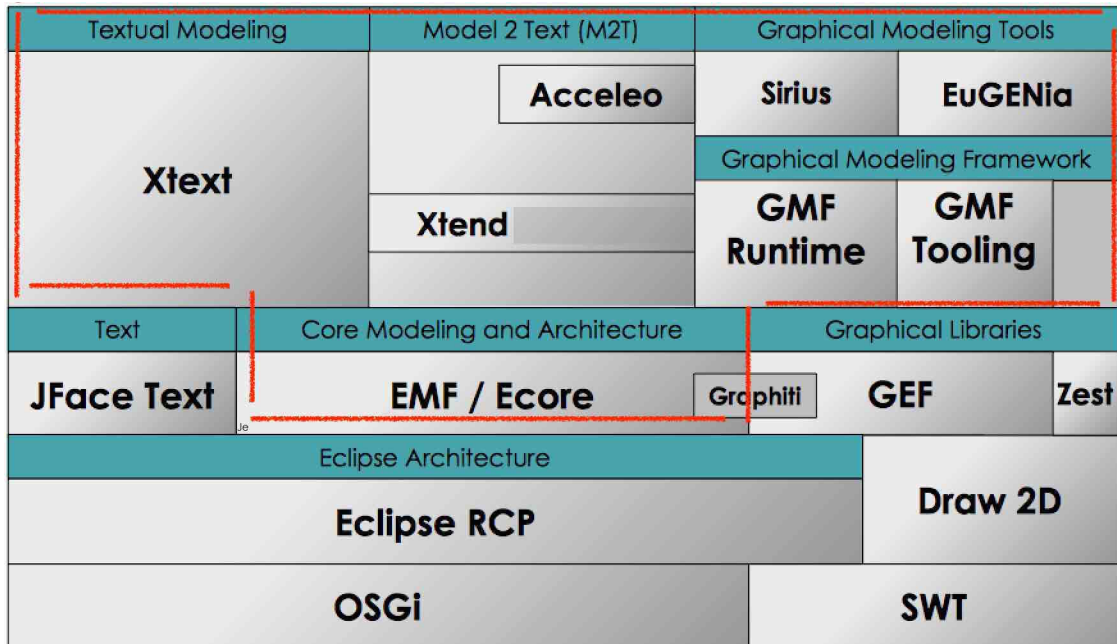 Textual Modeling
Model 2 Text (M2T)
Graphical Modeling Tools
Acceleo
Sirius
EuGENia
Xtext
Graphical Modeling Framework
Xtend
GMF
Runtime
GMF
Tooling
Text
Core Modeling and Architecture
Graphical Libraries
JFace Text
EMF / Ecore
Graphiti
GEF
Zest
Je
Eclipse Architecture
Eclipse RCP
Draw 2D
OSGi
SWT